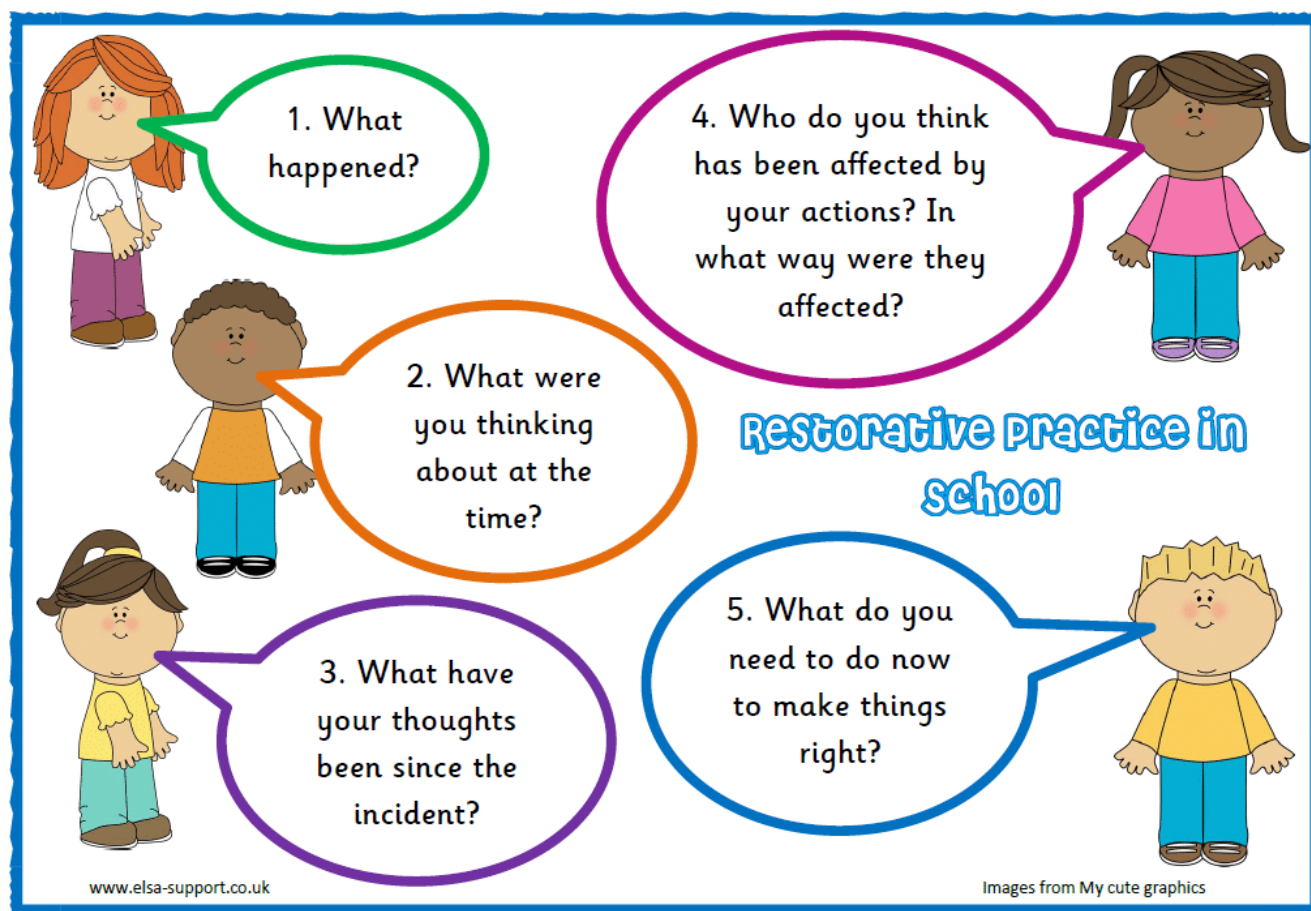 1. What
happened?
2. What were
you thinking
about at the
time?
3. What have
your thoughts
been since the
incident?
4. Who do you think
has been affected by
your actions? In
what way were they
affected?
Restorative Practice in
School
5. What do you
need to do now
to make things
right?
www.elsa-support.co.uk
Images from My cute graphics